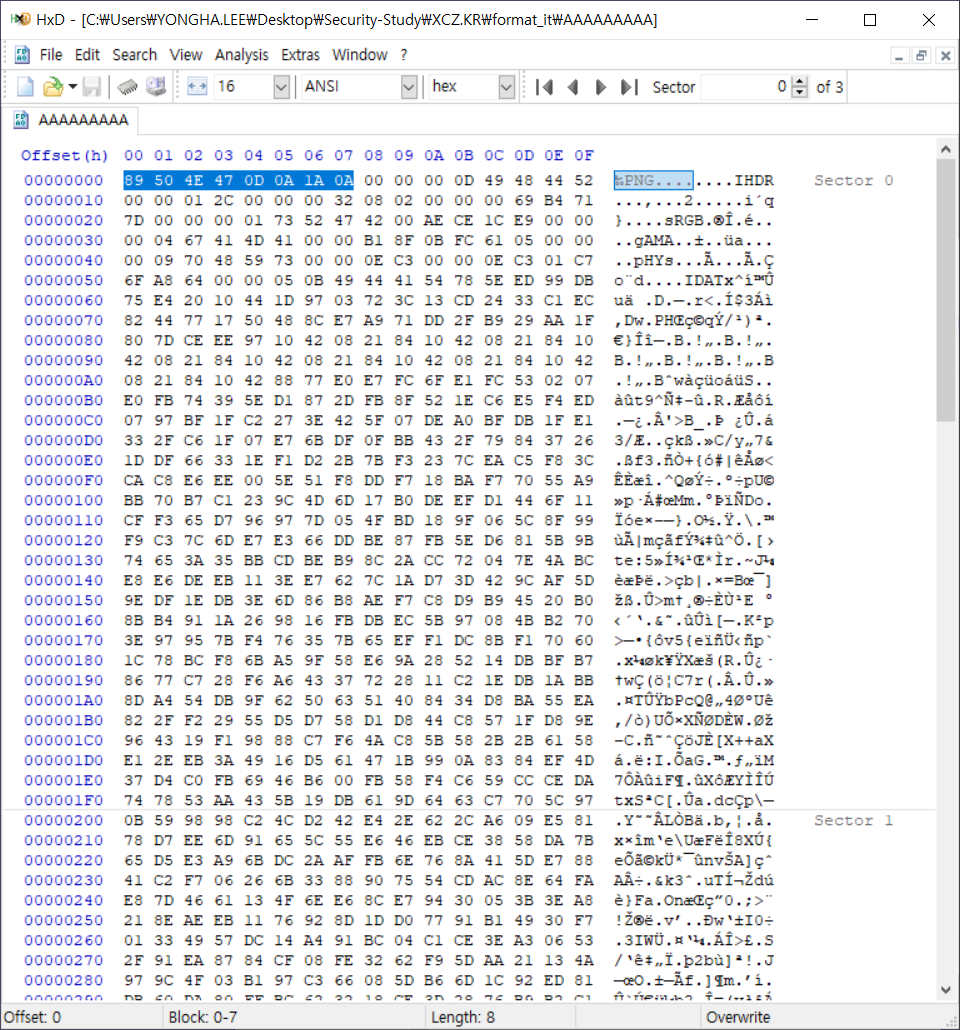 HxD - [C:₩Users₩YONGHA.LEE₩Desktop₩Security-Study₩XCZ.KR₩format_it₩AAAAAAAAA]
File Edit Search View Analysis Extras Window ?
16 ANSI hex Sector 0 of 3
AAAAAAAAA
Offset(h) 00 01 02 03 04 05 06 07 08 09 0A 0B 0C 0D 0E 0F
00000000 89 50 4E 47 0D 0A 1A 0A 00 00 00 0D 49 48 44 52 ‰PNG........IHDR Sector 0
00000010 00 00 01 2C 00 00 00 32 08 02 00 00 00 69 B4 71 ...,...2.....i´q
00000020 7D 00 00 00 01 73 52 47 42 00 AE CE 1C E9 00 00 }....sRGB.®Î.é..
00000030 00 04 67 41 4D 41 00 00 B1 8F 0B FC 61 05 00 00 ..gAMA..±..üa...
00000040 00 09 70 48 59 73 00 00 0E C3 00 00 0E C3 01 C7 ..pHYs...Ã...Ã.Ç
00000050 6F A8 64 00 00 05 0B 49 44 41 54 78 5E ED 99 DB o¨d....IDATx^í™Û
00000060 75 E4 20 10 44 1D 97 03 72 3C 13 CD 24 33 C1 EC uä .D.—.r<.Í$3Áì
00000070 82 44 77 17 50 48 8C E7 A9 71 DD 2F B9 29 AA 1F ‚Dw.PHŒç©qÝ/¹)ª.
00000080 80 7D CE EE 97 10 42 08 21 84 10 42 08 21 84 10 €}Îî—.B.!„.B.!„.
00000090 42 08 21 84 10 42 08 21 84 10 42 08 21 84 10 42 B.!„.B.!„.B.!„.B
000000A0 08 21 84 10 42 88 77 E0 E7 FC 6F E1 FC 53 02 07 .!„.BˆwàçüoáüS..
000000B0 E0 FB 74 39 5E D1 87 2D FB 8F 52 1E C6 E5 F4 ED àût9^Ñ‡-û.R.Æåôí
000000C0 07 97 BF 1F C2 27 3E 42 5F 07 DE A0 BF DB 1F E1 .—¿.Â'>B_.Þ ¿Û.á
000000D0 33 2F C6 1F 07 E7 6B DF 0F BB 43 2F 79 84 37 26 3/Æ..çkß.»C/y„7&
000000E0 1D DF 66 33 1E F1 D2 2B 7B F3 23 7C EA C5 F8 3C .ßf3.ñÒ+{ó#|êÅø<
000000F0 CA C8 E6 EE 00 5E 51 F8 DD F7 18 BA F7 70 55 A9 ÊÈæî.^QøÝ÷.º÷pU©
00000100 BB 70 B7 C1 23 9C 4D 6D 17 B0 DE EF D1 44 6F 11 »p·Á#œMm.°ÞïÑDo.
00000110 CF F3 65 D7 96 97 7D 05 4F BD 18 9F 06 5C 8F 99 Ïóe×–—}.O½.Ÿ.\.™
00000120 F9 C3 7C 6D E7 E3 66 DD BE 87 FB 5E D6 81 5B 9B ùÃ|mçãfÝ¾‡û^Ö.[›
00000130 74 65 3A 35 BB CD BE B9 8C 2A CC 72 04 7E 4A BC te:5»Í¾¹Œ*Ìr.~J¼
00000140 E8 E6 DE EB 11 3E E7 62 7C 1A D7 3D 42 9C AF 5D èæÞë.>çb|.×=Bœ¯]
00000150 9E DF 1E DB 3E 6D 86 B8 AE F7 C8 D9 B9 45 20 B0 žß.Û>m†¸®÷ÈÙ¹E °
00000160 8B B4 91 1A 26 98 16 FB DB EC 5B 97 08 4B B2 70 ‹´‘.&˜.ûÛì[—.K²p
00000170 3E 97 95 7B F4 76 35 7B 65 EF F1 DC 8B F1 70 60 >—•{ôv5{eïñÜ‹ñp`
00000180 1C 78 BC F8 6B A5 9F 58 E6 9A 28 52 14 DB BF B7 .x¼øk¥ŸXæš(R.Û¿·
00000190 86 77 C7 28 F6 A6 43 37 72 28 11 C2 1E DB 1A BB †wÇ(ö¦C7r(.Â.Û.»
000001A0 8D A4 54 DB 9F 62 50 63 51 40 84 34 D8 BA 55 EA .¤TÛŸbPcQ@„4ØºUê
000001B0 82 2F F2 29 55 D5 D7 58 D1 D8 44 C8 57 1F D8 9E ‚/ò)UÕ×XÑØDÈW.Øž
000001C0 96 43 19 F1 98 88 C7 F6 4A C8 5B 58 2B 2B 61 58 –C.ñ˜ˆÇöJÈ[X++aX
000001D0 E1 2E EB 3A 49 16 D5 61 47 1B 99 0A 83 84 EF 4D á.ë:I.ÕaG.™.ƒ„ïM
000001E0 37 D4 C0 FB 69 46 B6 00 FB 58 F4 C6 59 CC CE DA 7ÔÀûiF¶.ûXôÆYÌÎÚ
000001F0 74 78 53 AA 43 5B 19 DB 61 9D 64 63 C7 70 5C 97 txSªC[.Ûa.dcÇp\—
00000200 0B 59 98 98 C2 4C D2 42 E4 2E 62 2C A6 09 E5 81 .Y˜˜ÂLÒBä.b,¦.å. Sector 1
00000210 78 D7 EE 6D 91 65 5C 55 E6 46 EB CE 38 58 DA 7B x×îm‘e\UæFëÎ8XÚ{
00000220 65 D5 E3 A9 6B DC 2A AF FB 6E 76 8A 41 5D E7 88 eÕã©kÜ*¯ûnvŠA]çˆ
00000230 41 C2 F7 06 26 6B 33 88 90 75 54 CD AC 8E 64 FA AÂ÷.&k3ˆ.uTÍ¬Ždú
00000240 E8 7D 46 61 13 4F 6E E6 8C E7 94 30 05 3B 3E A8 è}Fa.OnæŒç”0.;>¨
00000250 21 8E AE EB 11 76 92 8D 1D D0 77 91 B1 49 30 F7 !Ž®ë.v’..Ðw‘±I0÷
00000260 01 33 49 57 DC 14 A4 91 BC 04 C1 CE 3E A3 06 53 .3IWÜ.¤‘¼.ÁÎ>£.S
00000270 2F 91 EA 87 84 CF 08 FE 32 62 F9 5D AA 21 13 4A /‘ê‡„Ï.þ2bù]ª!.J
00000280 97 9C 4F 03 B1 97 C3 66 08 5D B6 6D 1C 92 ED 81 —œO.±—Ãf.]¶m.’í.
00000290
Offset: 0 Block: 0-7 Length: 8 Overwrite